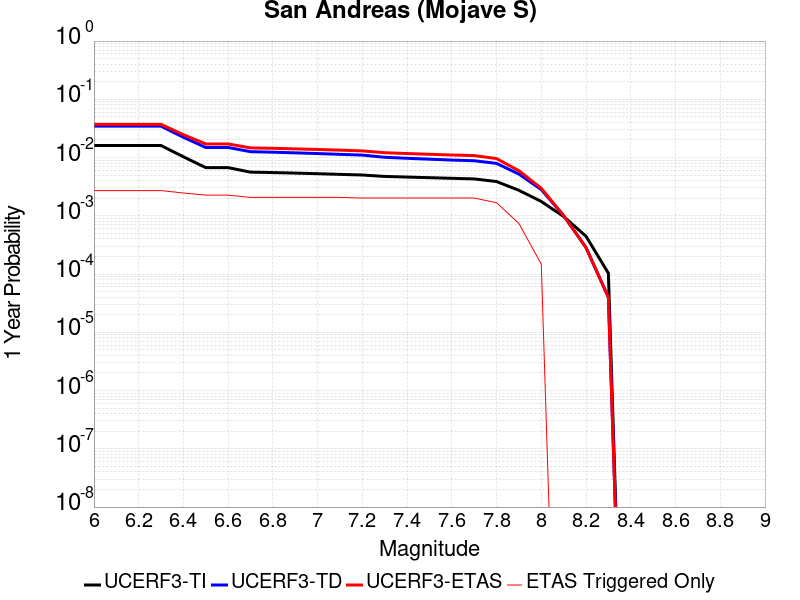 San Andreas (Mojave S)
10^0
10^-1
10^-2
10^-3
10^-4
10^-5
10^-6
10^-7
10^-8
1 Year Probability
6 6.2 6.4 6.6 6.8 7 7.2 7.4 7.6 7.8 8 8.2 8.4 8.6 8.8 9
Magnitude
UCERF3-TI UCERF3-TD UCERF3-ETAS ETAS Triggered Only